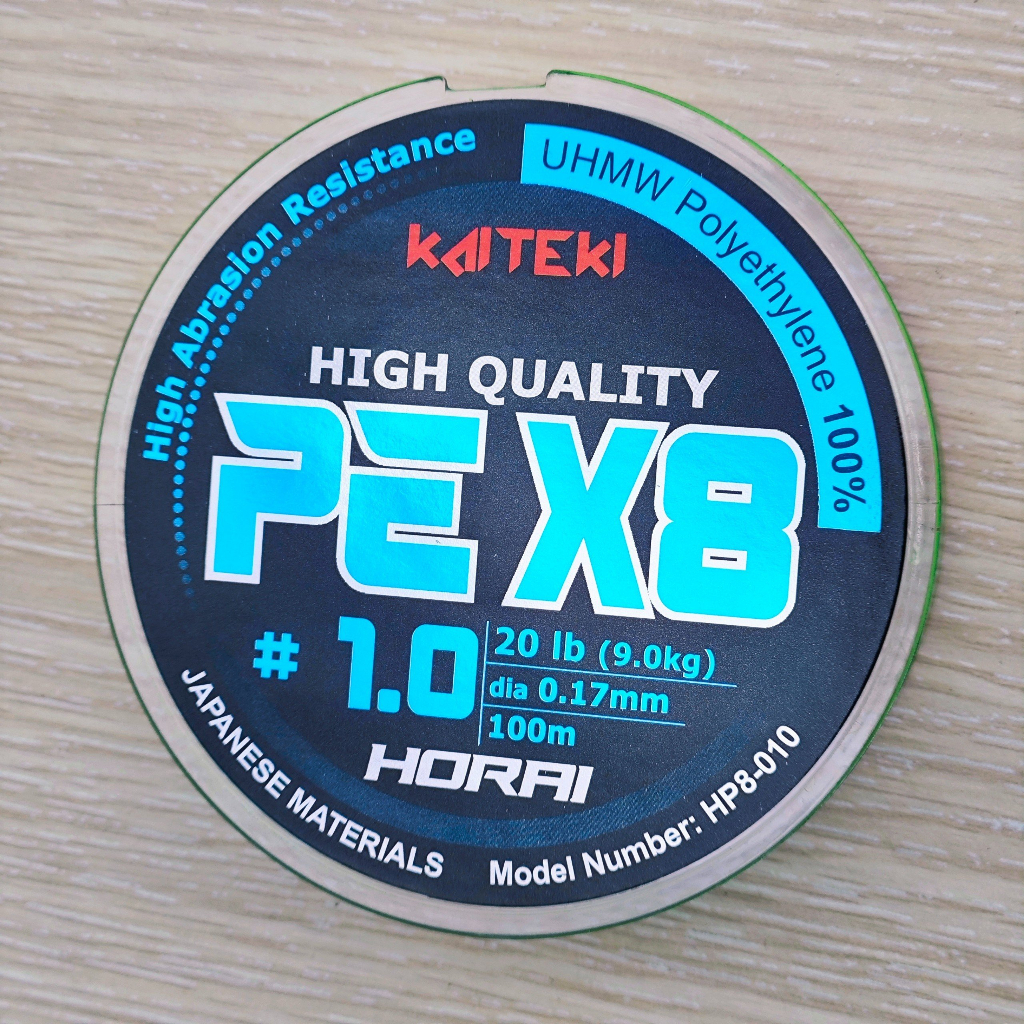 High Abrasion Resistance
UHMW Polyethylene 100%
KAITEKI
HIGH QUALITY
PE X8
# 1.0
20 lb (9.0kg)
dia 0.17mm
100m
HORAI
JAPANESE MATERIALS
Model Number: HP8-010